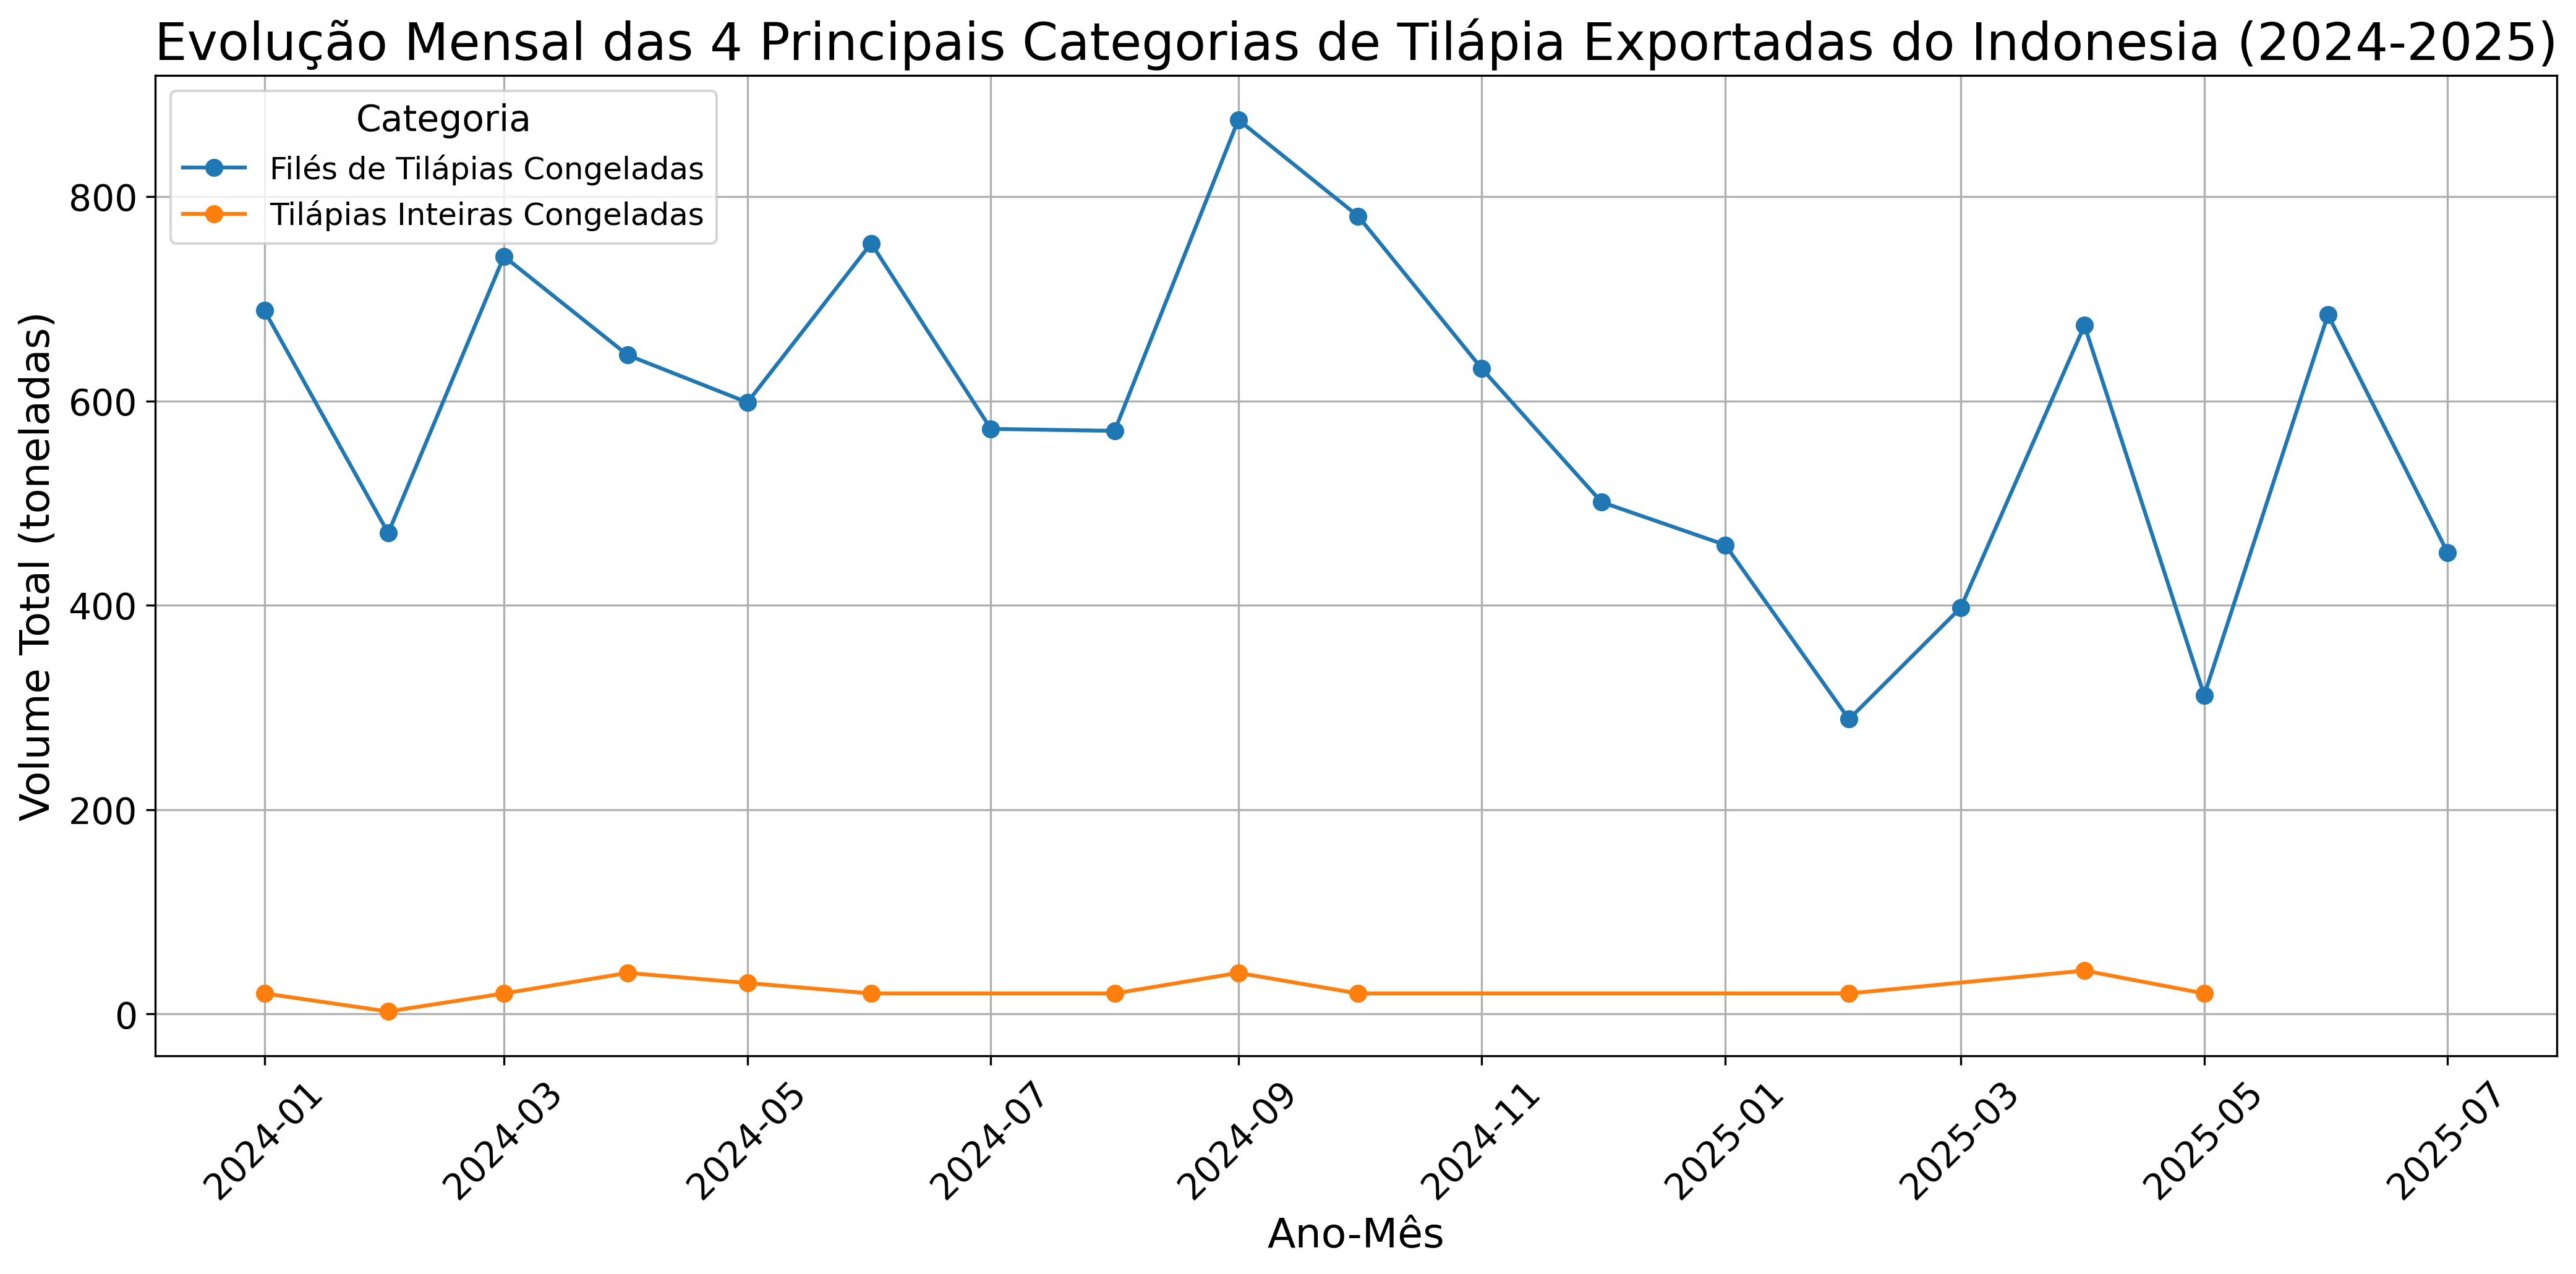 Evolução Mensal das 4 Principais Categorias de Tilápia Exportadas do Indonesia (2024-2025)
Categoria
Filés de Tilápias Congeladas
Tilápias Inteiras Congeladas
Volume Total (toneladas)
800
600
400
200
0
2024-01
2024-03
2024-05
2024-07
2024-09
2024-11
2025-01
2025-03
2025-05
2025-07
Ano-Mês